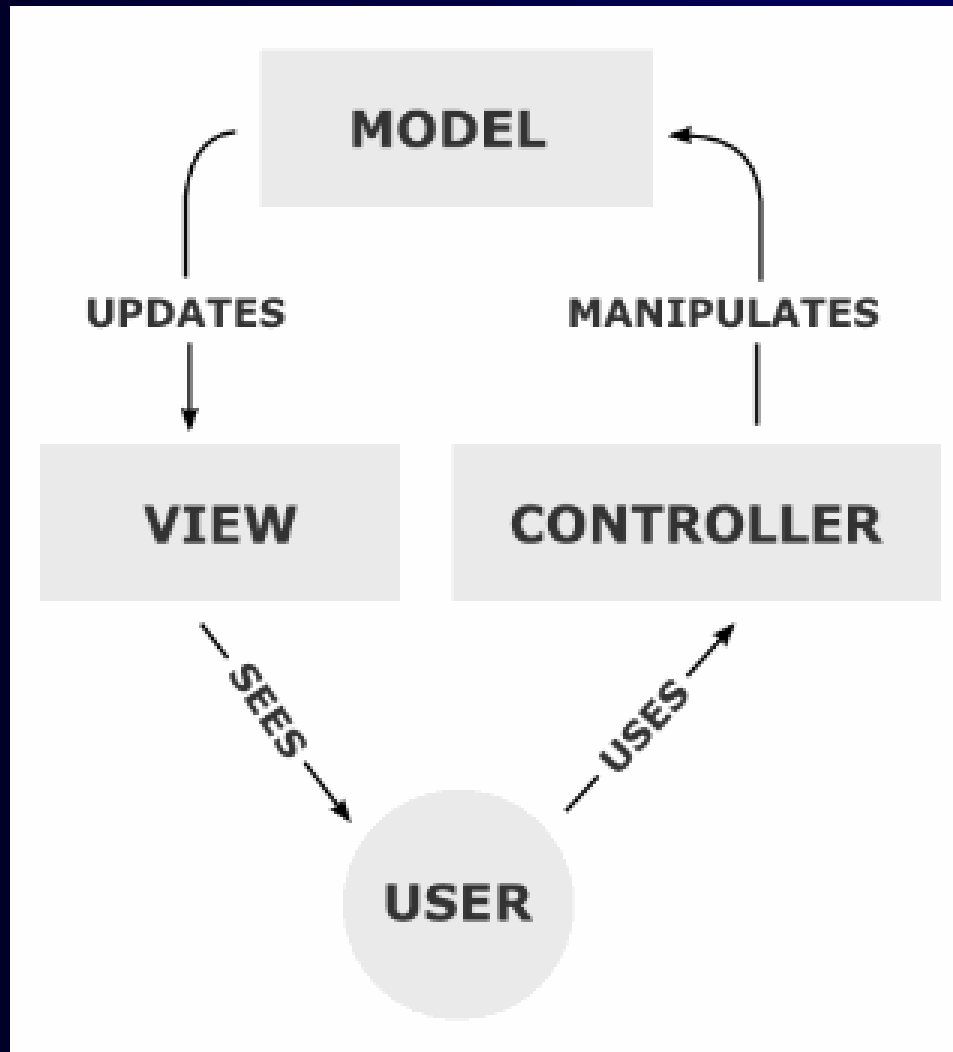 MODEL
UPDATES
MANIPULATES
VIEW
CONTROLLER
SEES
USES
USER